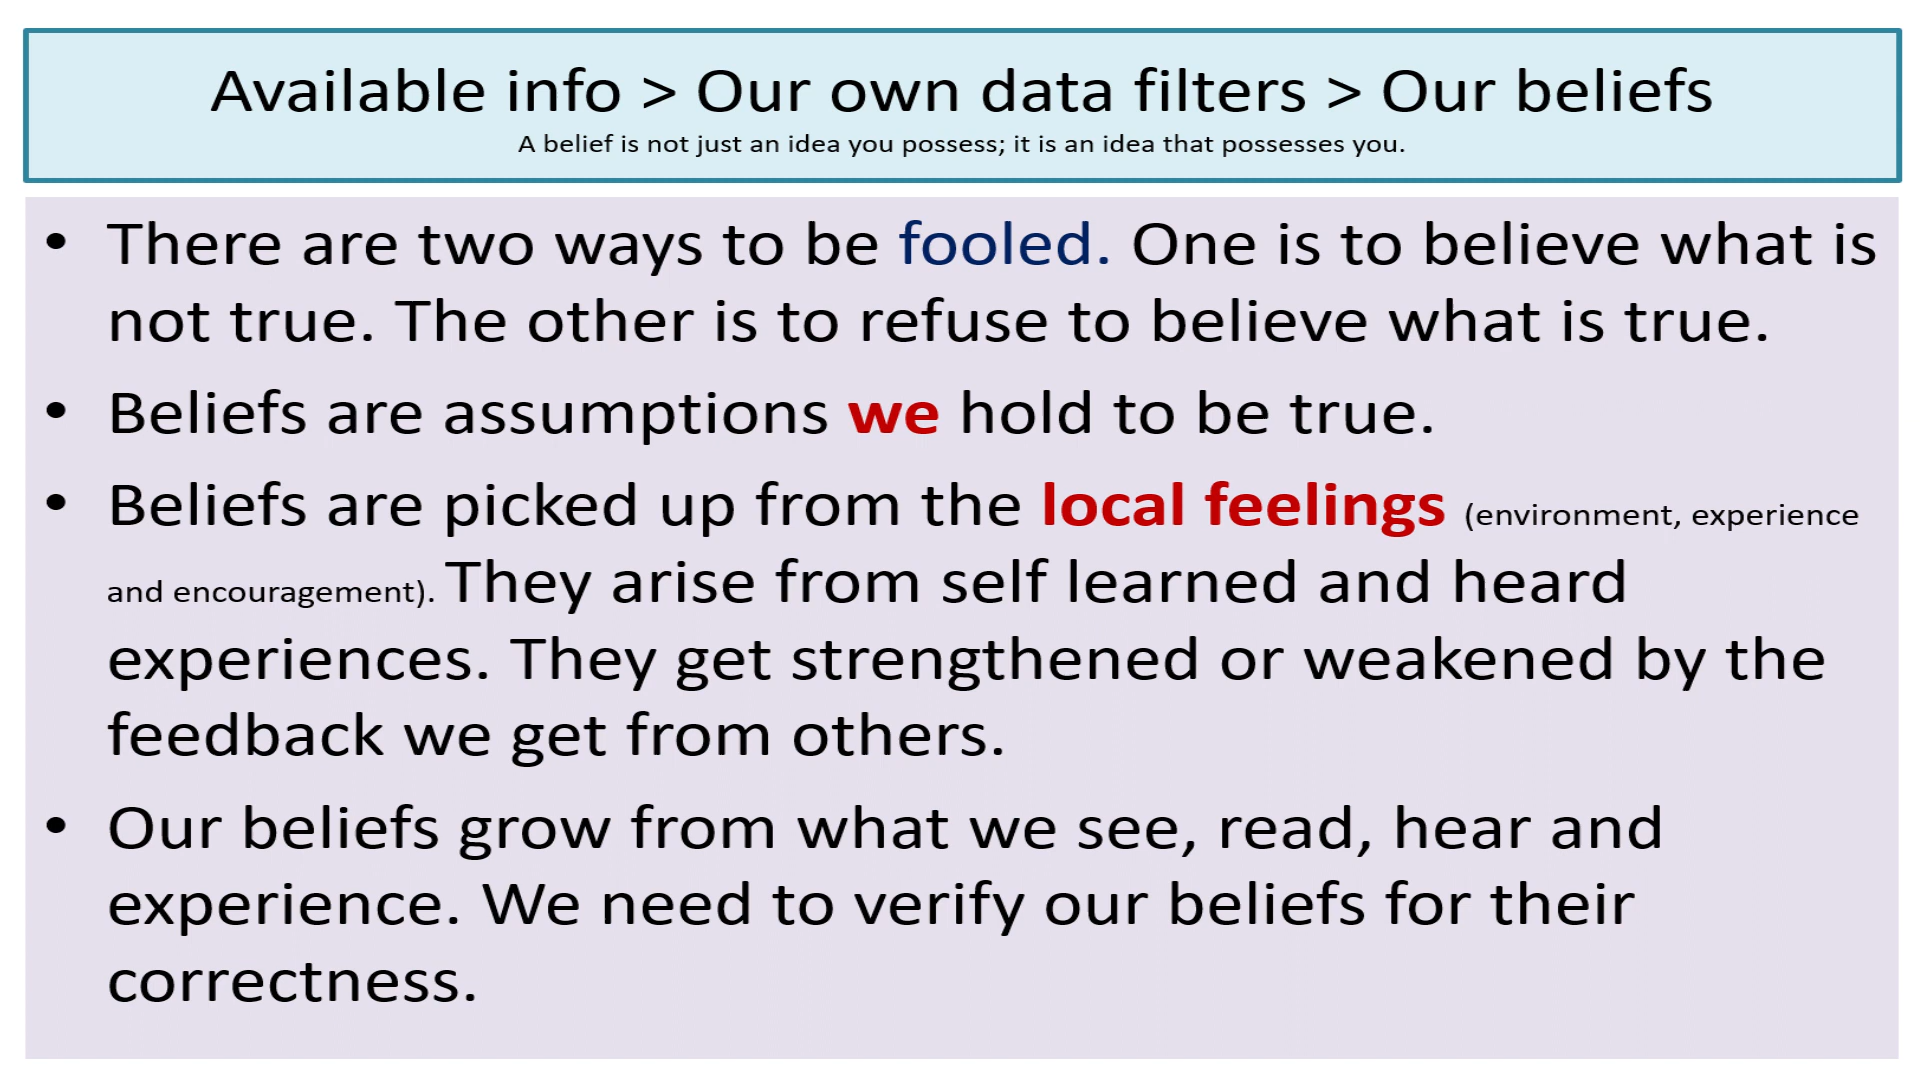 Available info > Our own data filters > Our beliefs
A belief is not just an idea you possess; it is an idea that possesses you.
• There are two ways to be fooled. One is to believe what is
not true. The other is to refuse to believe what is true.
• Beliefs are assumptions we hold to be true.
• Beliefs are picked up from the local feelings (environment, experience
and encouragement). They arise from self learned and heard
experiences. They get strengthened or weakened by the
feedback we get from others.
• Our beliefs grow from what we see, read, hear and
experience. We need to verify our beliefs for their
correctness.